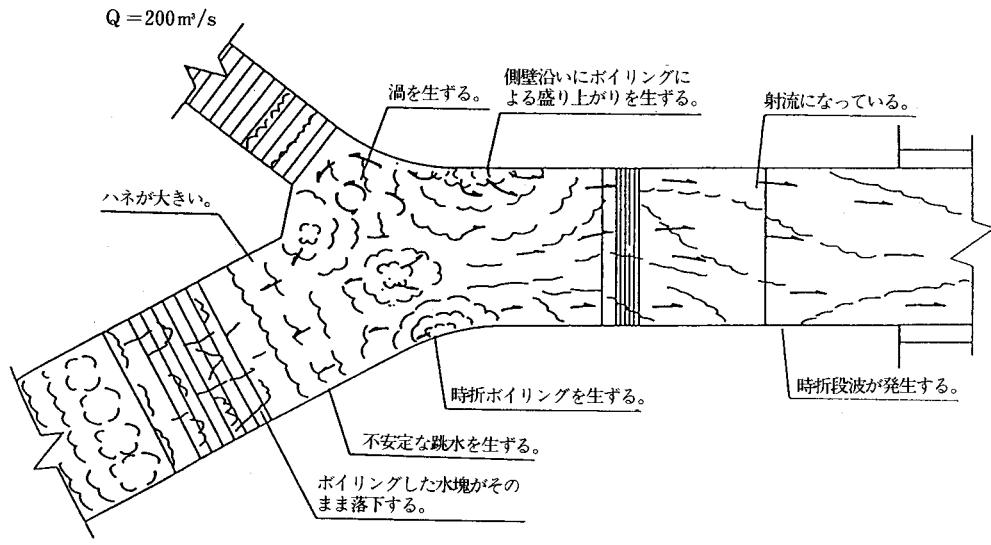 Q＝200㎥/s
渦を生ずる。
側壁沿いにボイリングに
よる盛り上がりを生ずる。
射流になっている。
ハネが大きい。
時折ボイリングを生ずる。
時折段波が発生する。
不安定な跳水を生ずる。
ボイリングした水塊がその
まま落下する。